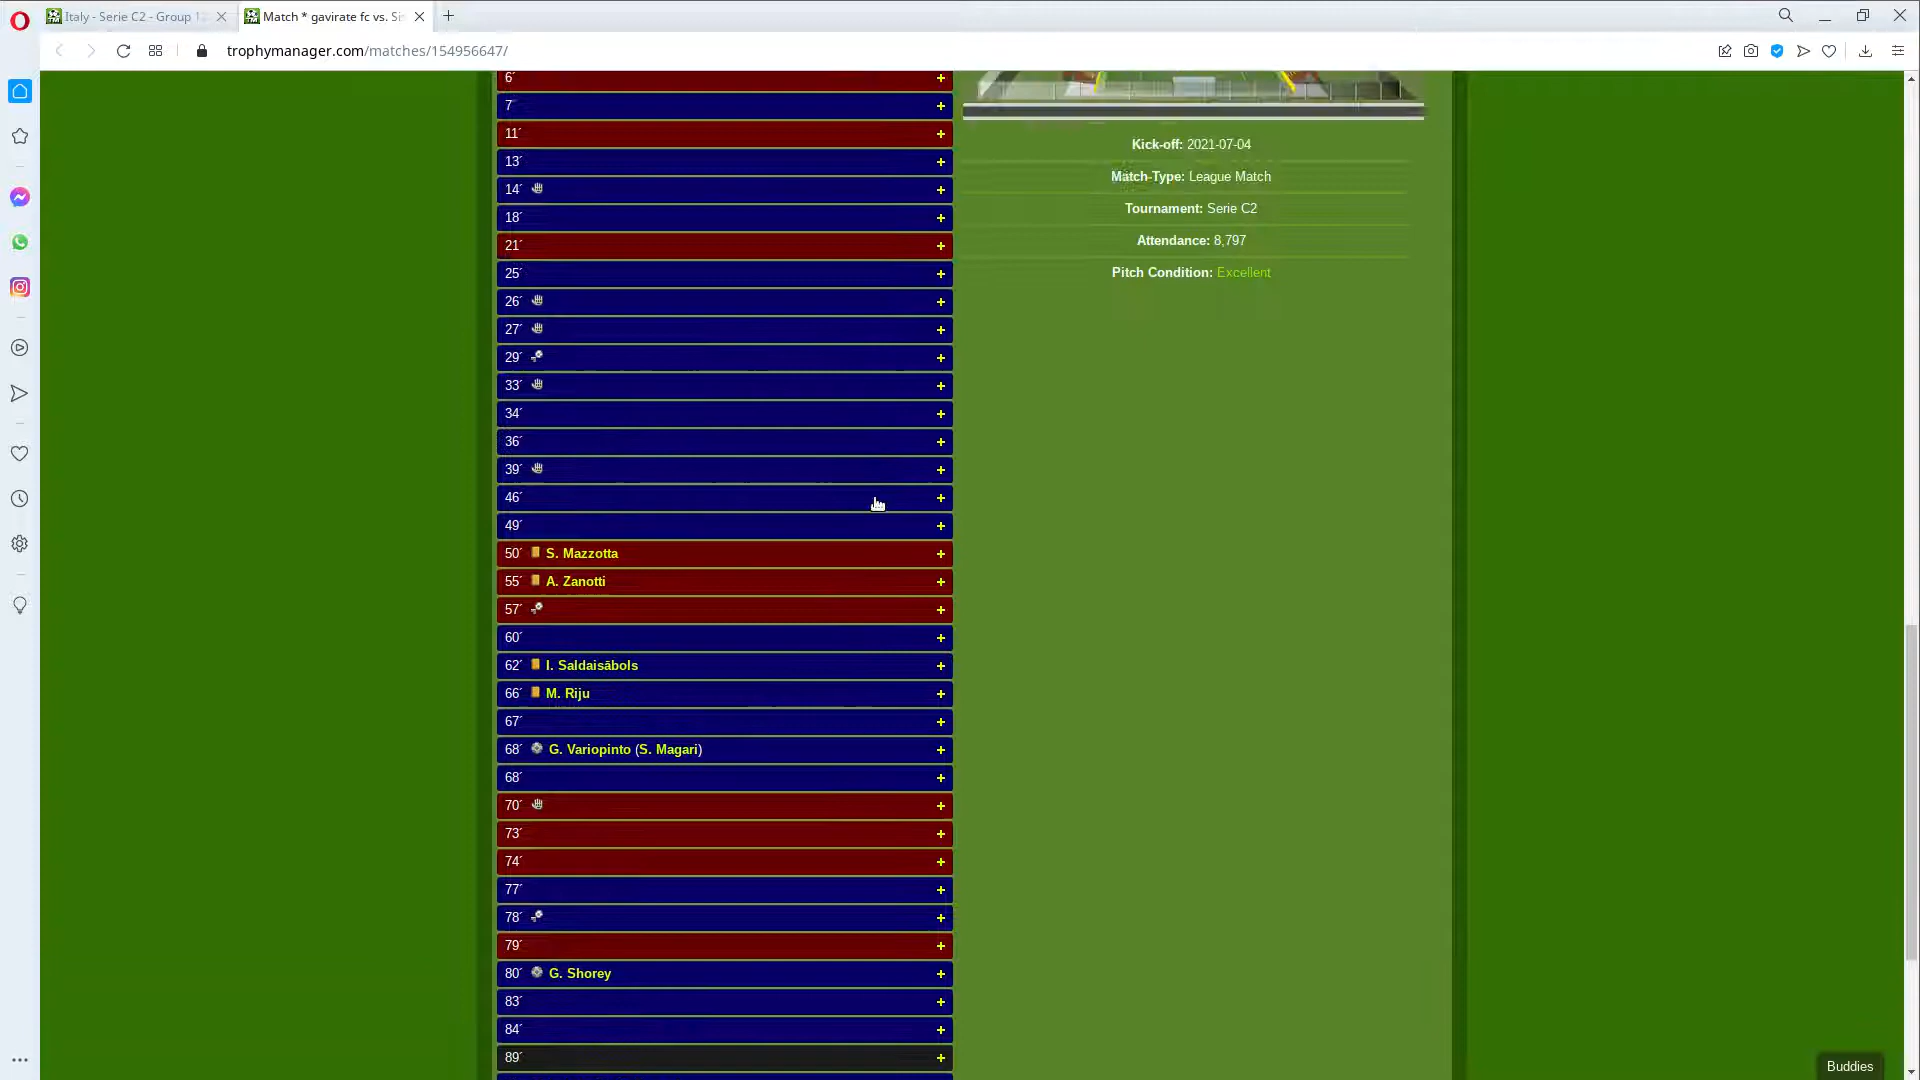 Italy - Serie C2 - Group 1
Match * gavirate fc vs. Sis
trophymanager.com/matches/154956647/
6´ +
7´ +
11´ +
13´ +
14´ +
18´ +
21´ +
25´ +
26´ +
27´ +
29´ +
33´ +
34´ +
36´ +
39´ +
46´ +
49´ +
50´ S. Mazzotta +
55´ A. Zanotti +
57´ +
60´ +
62´ I. Saldaisābols +
66´ M. Riju +
67´ +
68´ G. Variopinto (S. Magari) +
68´ +
70´ +
73´ +
74´ +
77´ +
78´ +
79´ +
80´ G. Shorey +
83´ +
84´ +
89´ +
Kick-off: 2021-07-04
Match-Type: League Match
Tournament: Serie C2
Attendance: 8,797
Pitch Condition: Excellent
Buddies